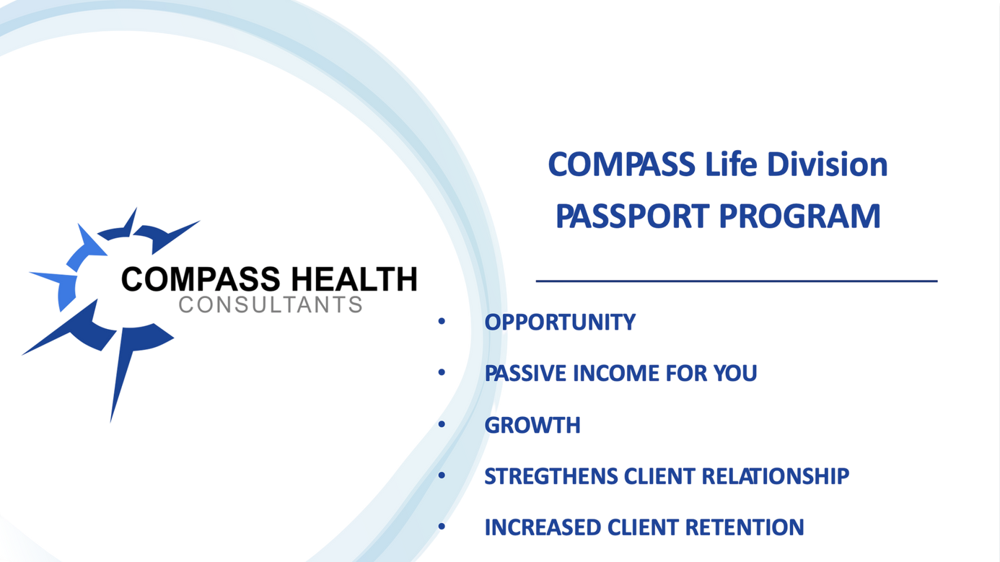 COMPASS Life Division
PASSPORT PROGRAM
COMPASS HEALTH
CONSULTANTS
• OPPORTUNITY
• PASSIVE INCOME FOR YOU
• GROWTH
• STREGTHENS CLIENT RELATIONSHIP
• INCREASED CLIENT RETENTION